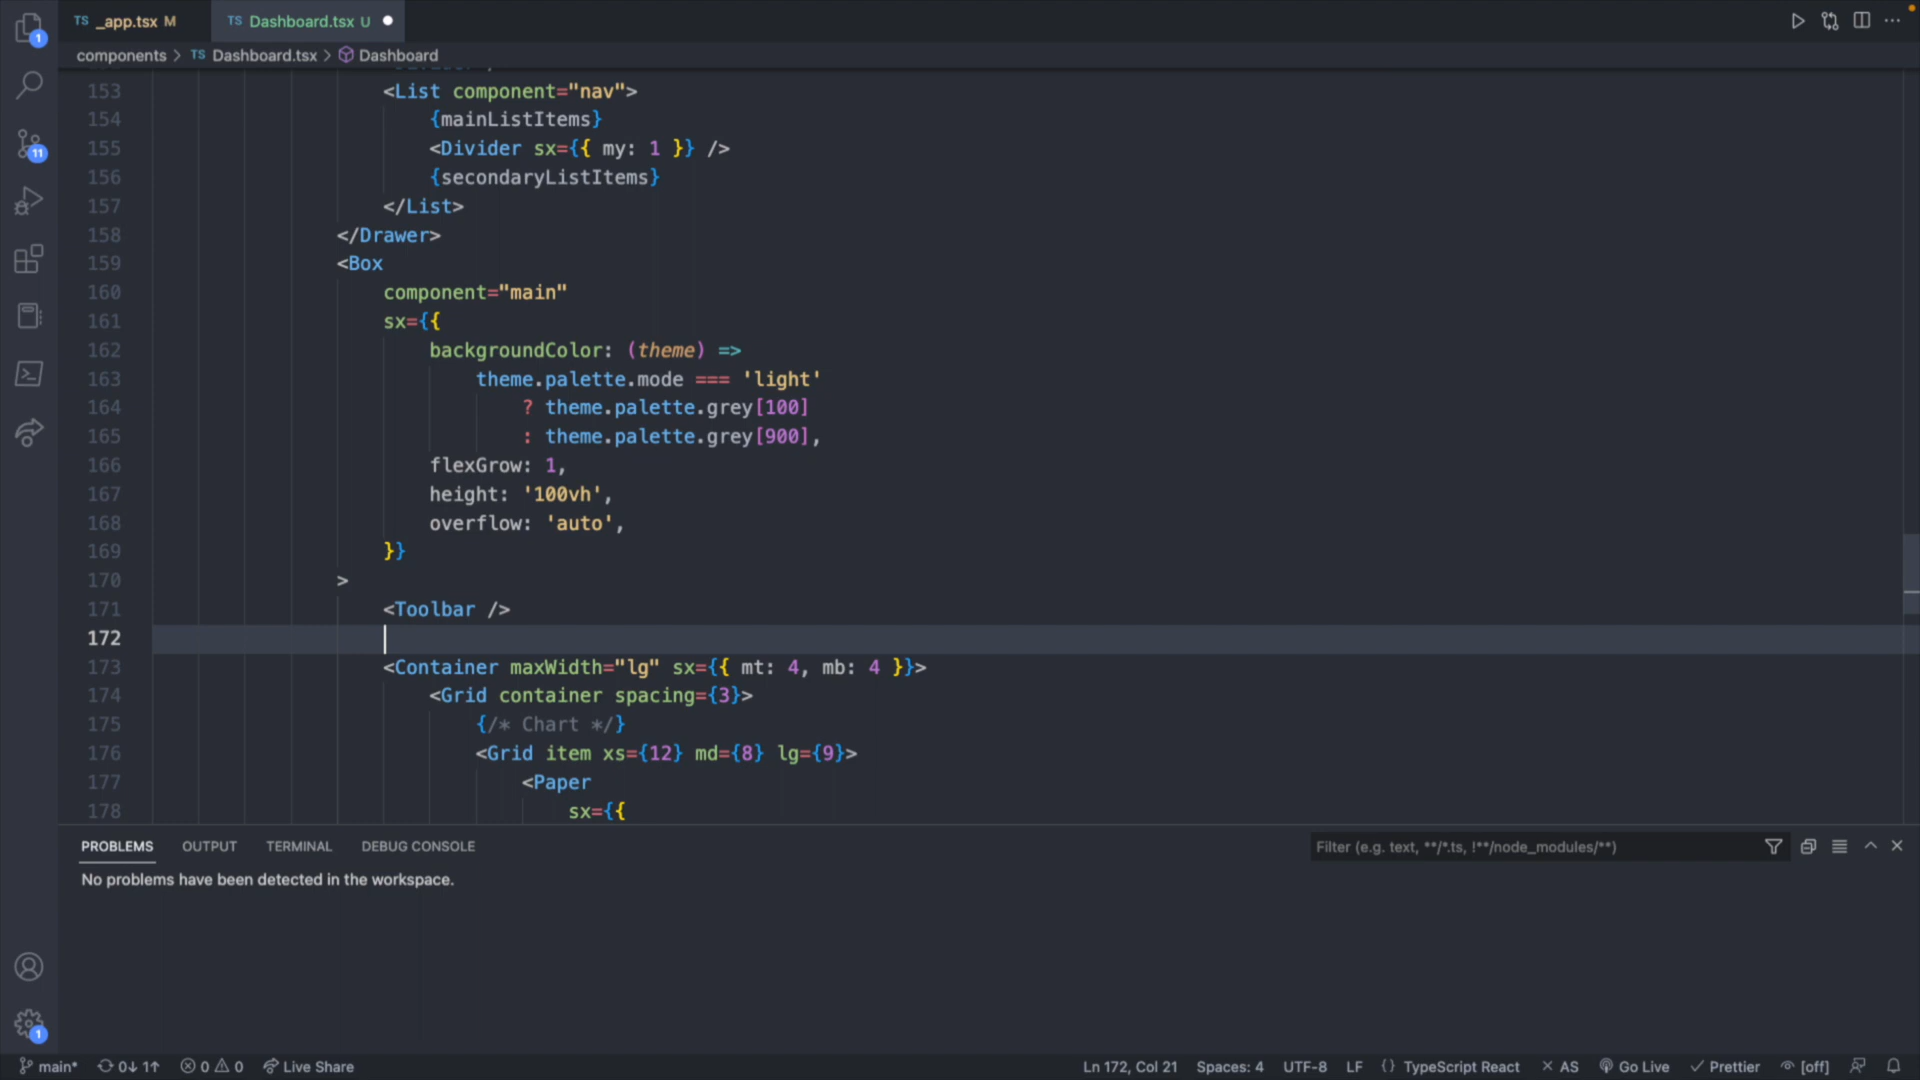 TS _app.tsx M
TS Dashboard.tsx U
components > TS Dashboard.tsx > Dashboard
153 <List component="nav">
154 {mainListItems}
155 <Divider sx={{ my: 1 }} />
156 {secondaryListItems}
157 </List>
158 </Drawer>
159 <Box
160 component="main"
161 sx={{
162 backgroundColor: (theme) =>
163 theme.palette.mode === 'light'
164 ? theme.palette.grey[100]
165 : theme.palette.grey[900],
166 flexGrow: 1,
167 height: '100vh',
168 overflow: 'auto',
169 }}
170 >
171 <Toolbar />
172
173 <Container maxWidth="lg" sx={{ mt: 4, mb: 4 }}>
174 <Grid container spacing={3}>
175 {/* Chart */}
176 <Grid item xs={12} md={8} lg={9}>
177 <Paper
178 sx={{
1
11
1
PROBLEMS OUTPUT TERMINAL DEBUG CONSOLE
Filter (e.g. text, **/*.ts, !**/node_modules/**)
No problems have been detected in the workspace.
main* 0↓ 1↑ 0 0 Live Share
Ln 172, Col 21 Spaces: 4 UTF-8 LF {} TypeScript React AS Go Live Prettier [off]